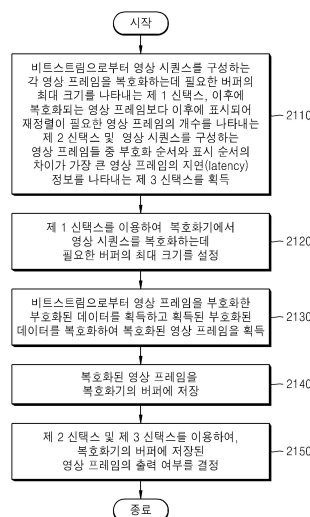 시작
비트스트림으로부터 영상 시퀀스를 구성하는
각 영상 프레임을 복호화하는데 필요한 버퍼의
최대 크기를 나타내는 제 1 신택스, 이후에
복호화되는 영상 프레임보다 이후에 표시되어
재정렬이 필요한 영상 프레임의 개수를 나타내는
제 2 신택스 및 영상 시퀀스를 구성하는
영상 프레임들 중 부호화 순서와 표시 순서의
차이가 가장 큰 영상 프레임의 지연(latency)
정보를 나타내는 제 3 신택스를 획득
2110
제 1 신택스를 이용하여 복호화기에서
영상 시퀀스를 복호화하는데
필요한 버퍼의 최대 크기를 설정
2120
비트스트림으로부터 영상 프레임을 부호화한
부호화된 데이터를 획득하고 획득된 부호화된
데이터를 복호화하여 복호화된 영상 프레임을 획득
2130
복호화된 영상 프레임을
복호화기의 버퍼에 저장
2140
제 2 신택스 및 제 3 신택스를 이용하여,
복호화기의 버퍼에 저장된
영상 프레임의 출력 여부를 결정
2150
종료